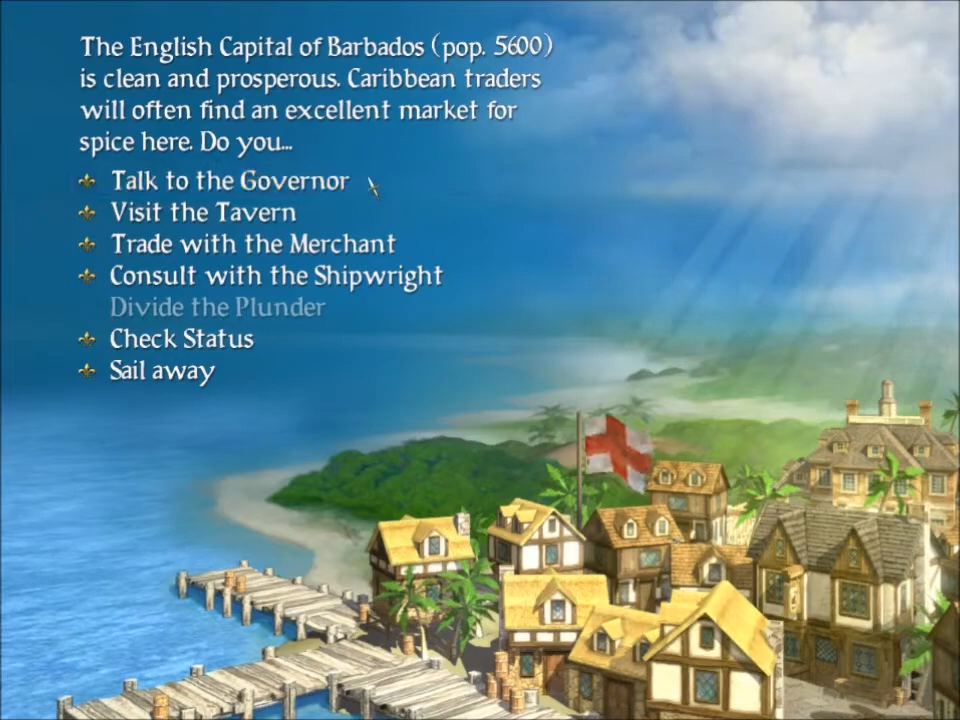 The English Capital of Barbados (pop. 5600)
is clean and prosperous. Caribbean traders
will often find an excellent market for
spice here. Do you...
Talk to the Governor
Visit the Tavern
Trade with the Merchant
Consult with the Shipwright
Divide the Plunder
Check Status
Sail away